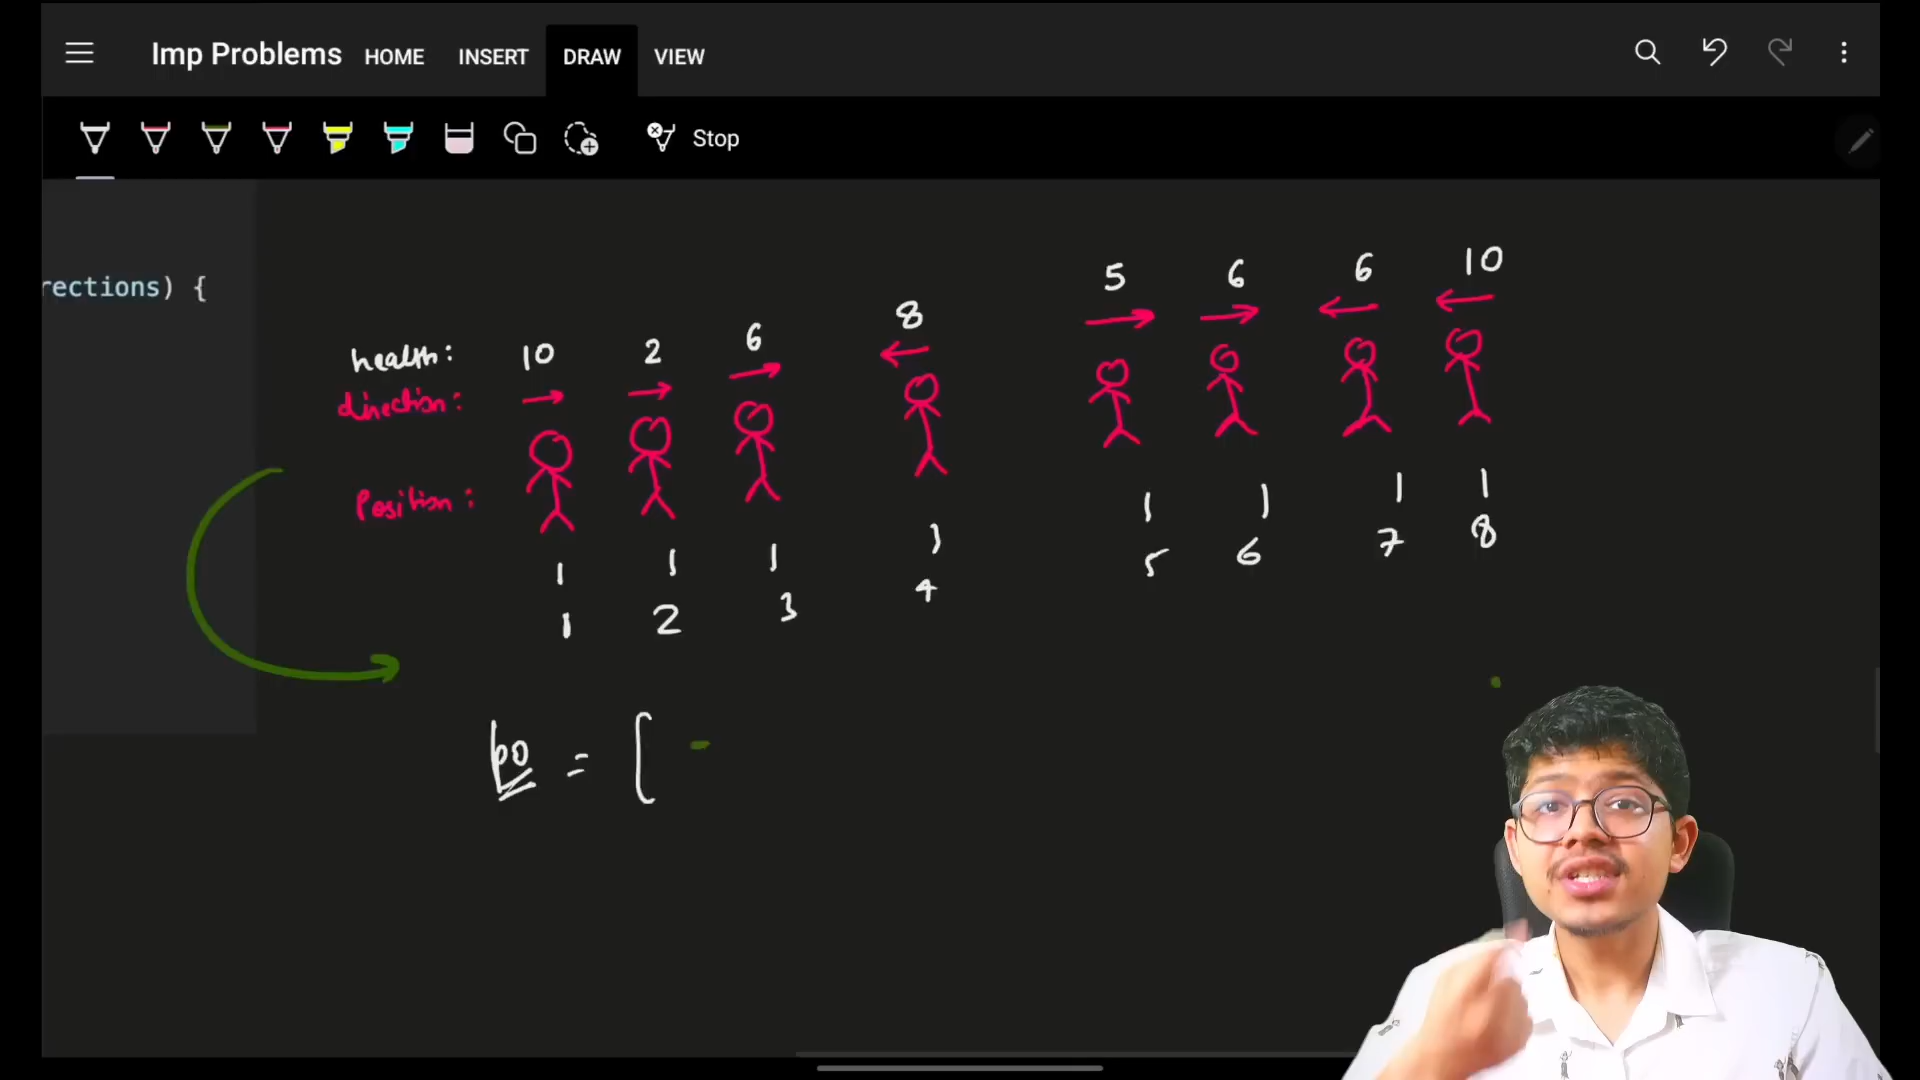 Imp Problems HOME INSERT DRAW VIEW
Stop
rections) {
health: 10 2 6 8 5 6 6 10
direction:
Position:
1 2 3 4 5 6 7 8
po = [